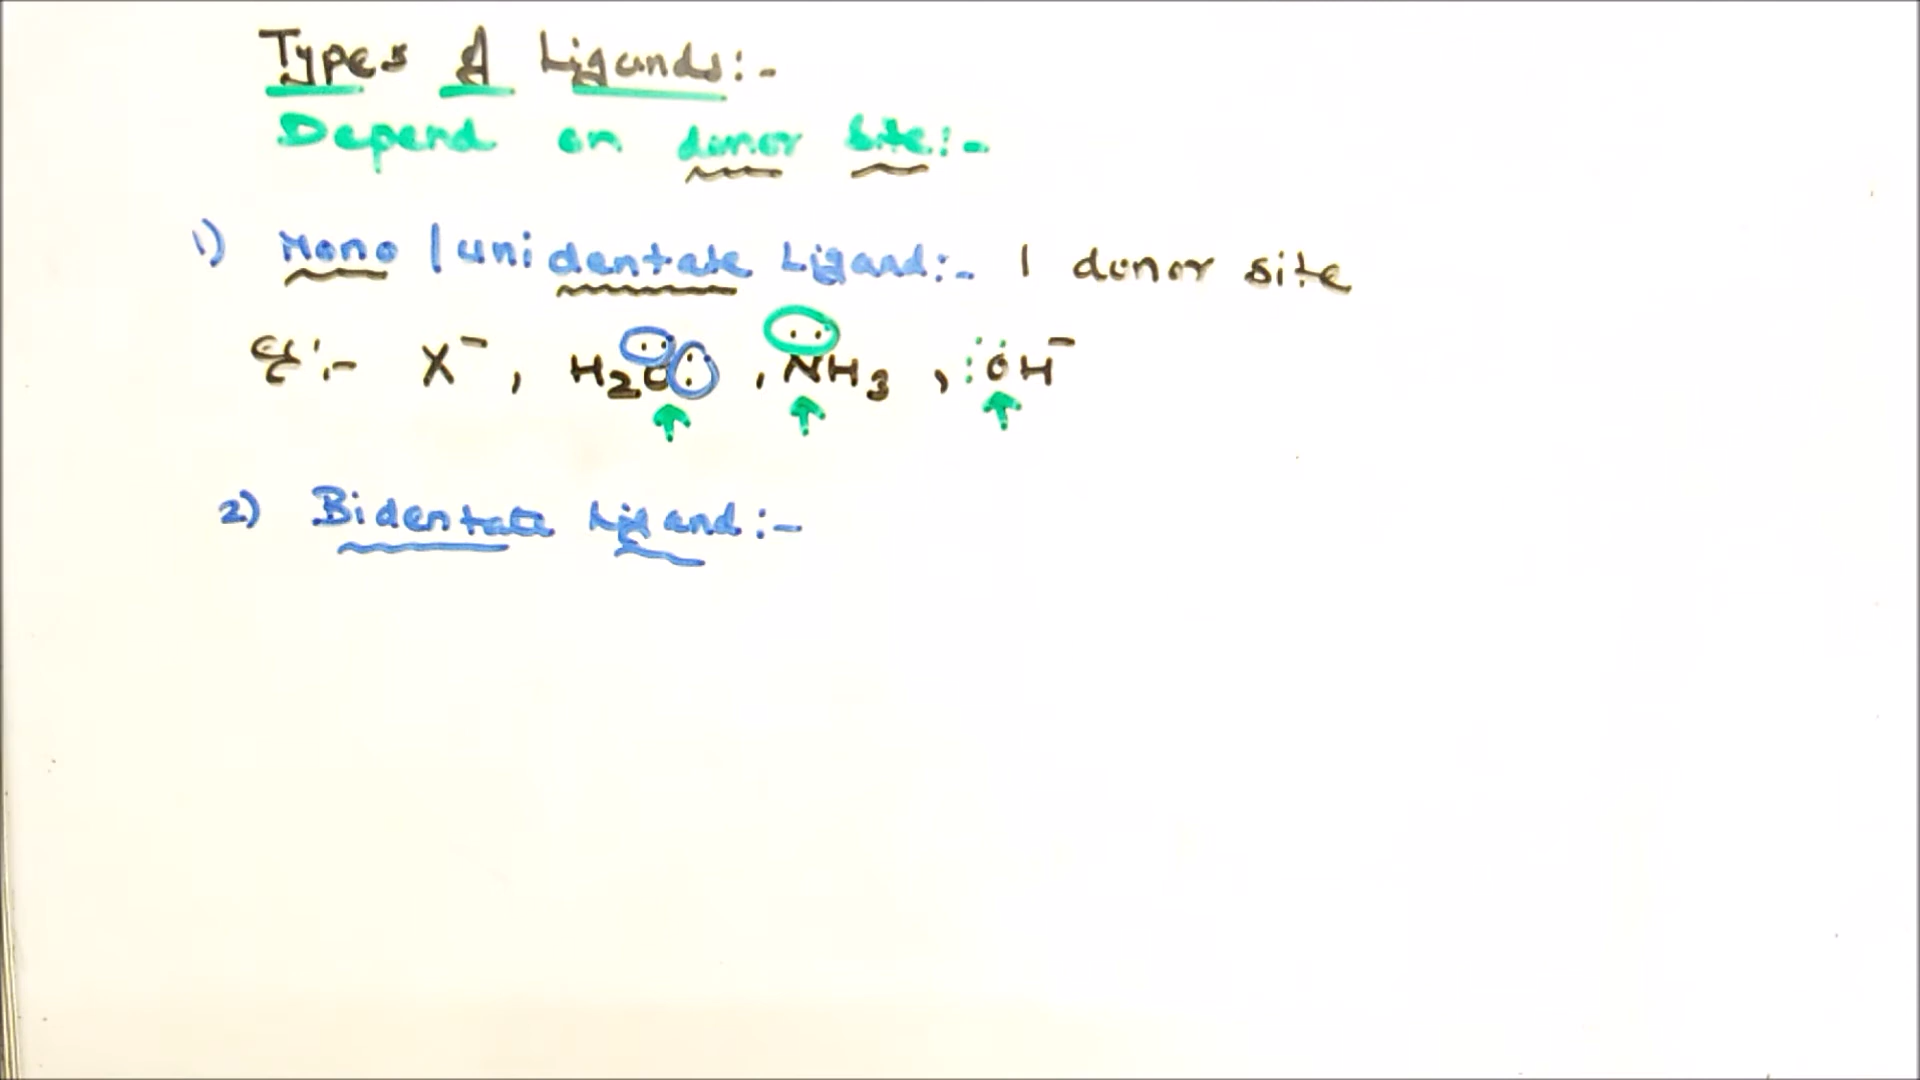 Types of Ligands:-
Depend on donor site:-
1) Mono/unidentate Ligand:- 1 donor site
eg:- X⁻, H₂O, NH₃, OH⁻
2) Bidentate Ligand:-